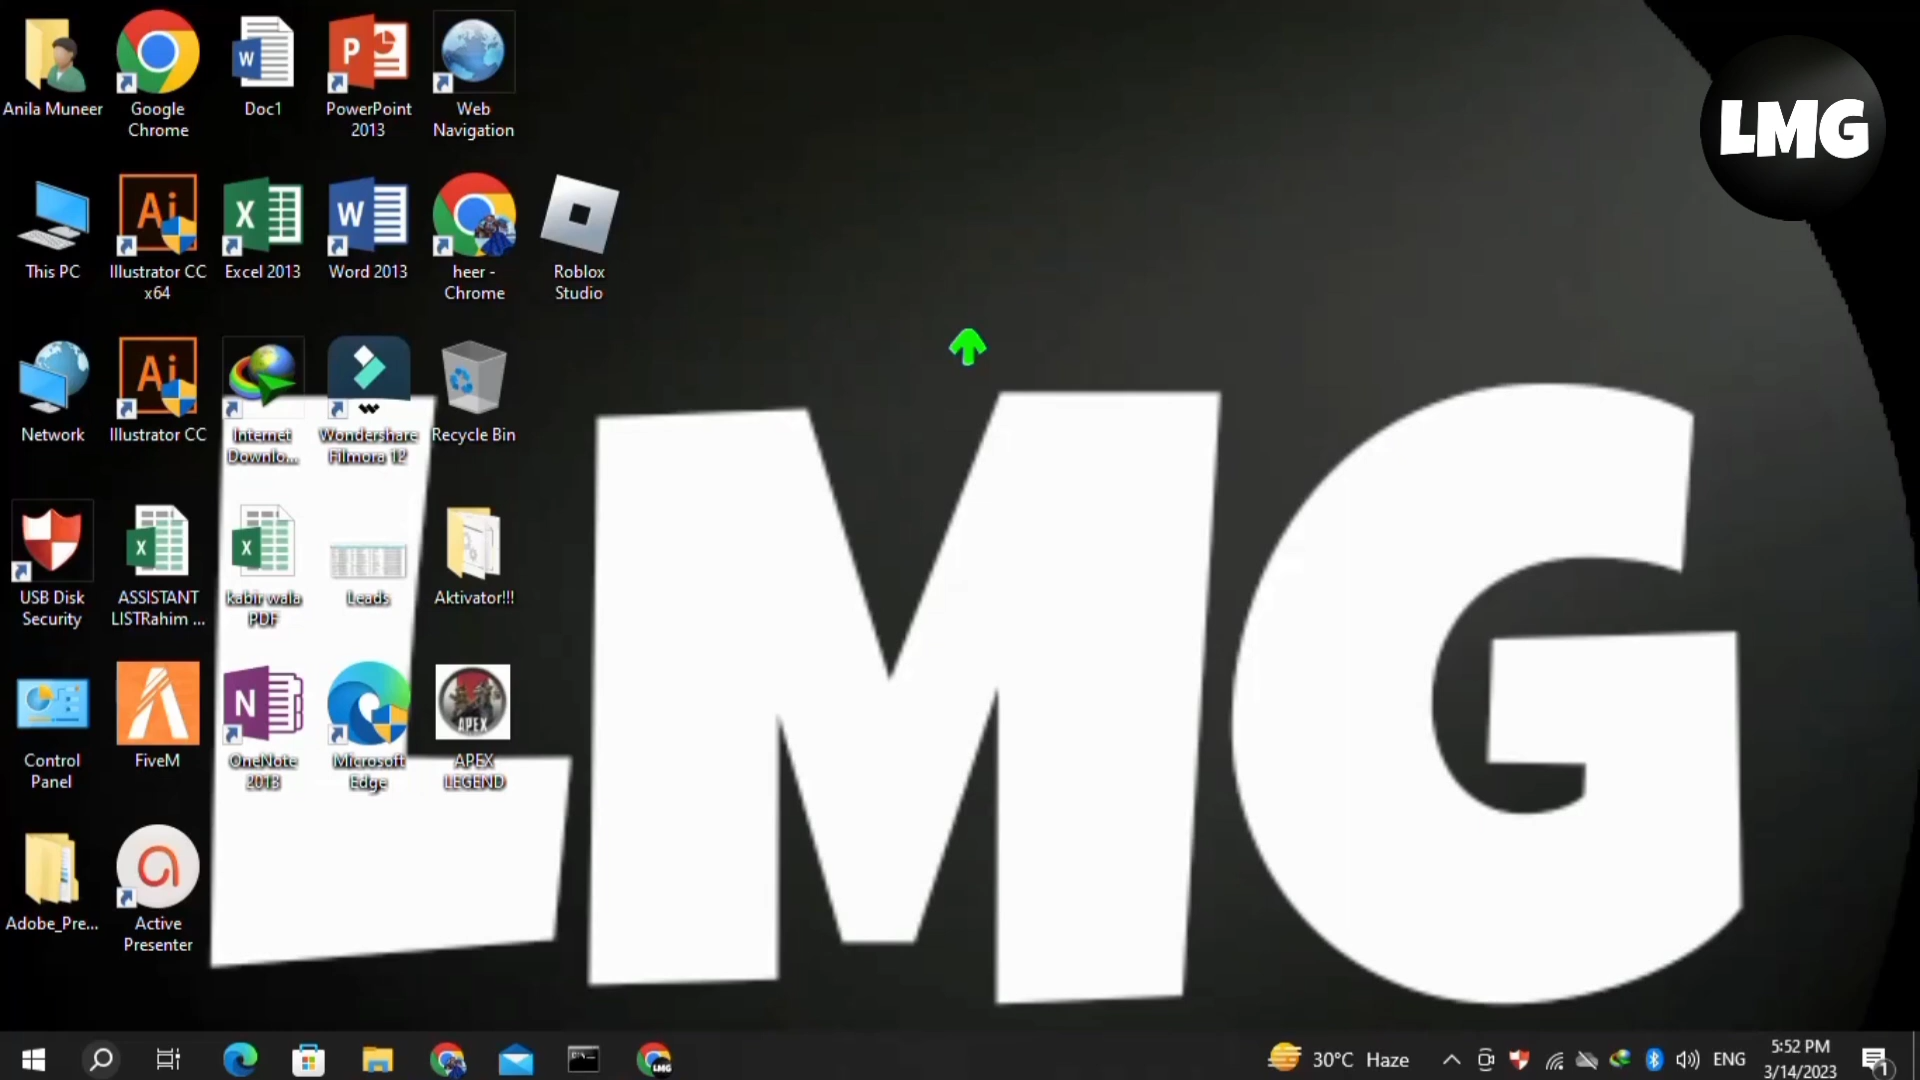 Anila Muneer
Google
Chrome
Doc1
PowerPoint
2013
Web
Navigation
LMG
This PC
Illustrator CC
x64
Excel 2013
Word 2013
heer -
Chrome
Roblox
Studio
Network
Illustrator CC
Internet
Downlo...
Wondershare
Filmora 12
Recycle Bin
USB Disk
Security
ASSISTANT
LISTRahim ...
kabirwala
PDF
Leads
Aktivator!!!
Control
Panel
FiveM
OneNote
2013
Microsoft
Edge
APEX
APEX
LEGEND
Adobe_Pre...
Active
Presenter
LMG
30°C Haze
ENG
5:52 PM
3/14/2023
1